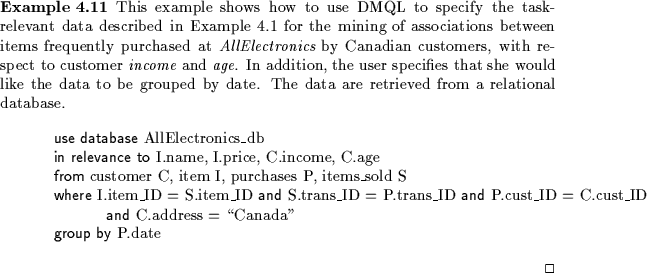 Example 4.11 This example shows how to use DMQL to specify the task-
relevant data described in Example 4.1 for the mining of associations between
items frequently purchased at AllElectronics by Canadian customers, with re-
spect to customer income and age. In addition, the user specifies that she would
like the data to be grouped by date. The data are retrieved from a relational
database.
use database AllElectronics_db
in relevance to I.name, I.price, C.income, C.age
from customer C, item I, purchases P, items_sold S
where I.item_ID = S.item_ID and S.trans_ID = P.trans_ID and P.cust_ID = C.cust_ID
and C.address = “Canada”
group by P.date
□